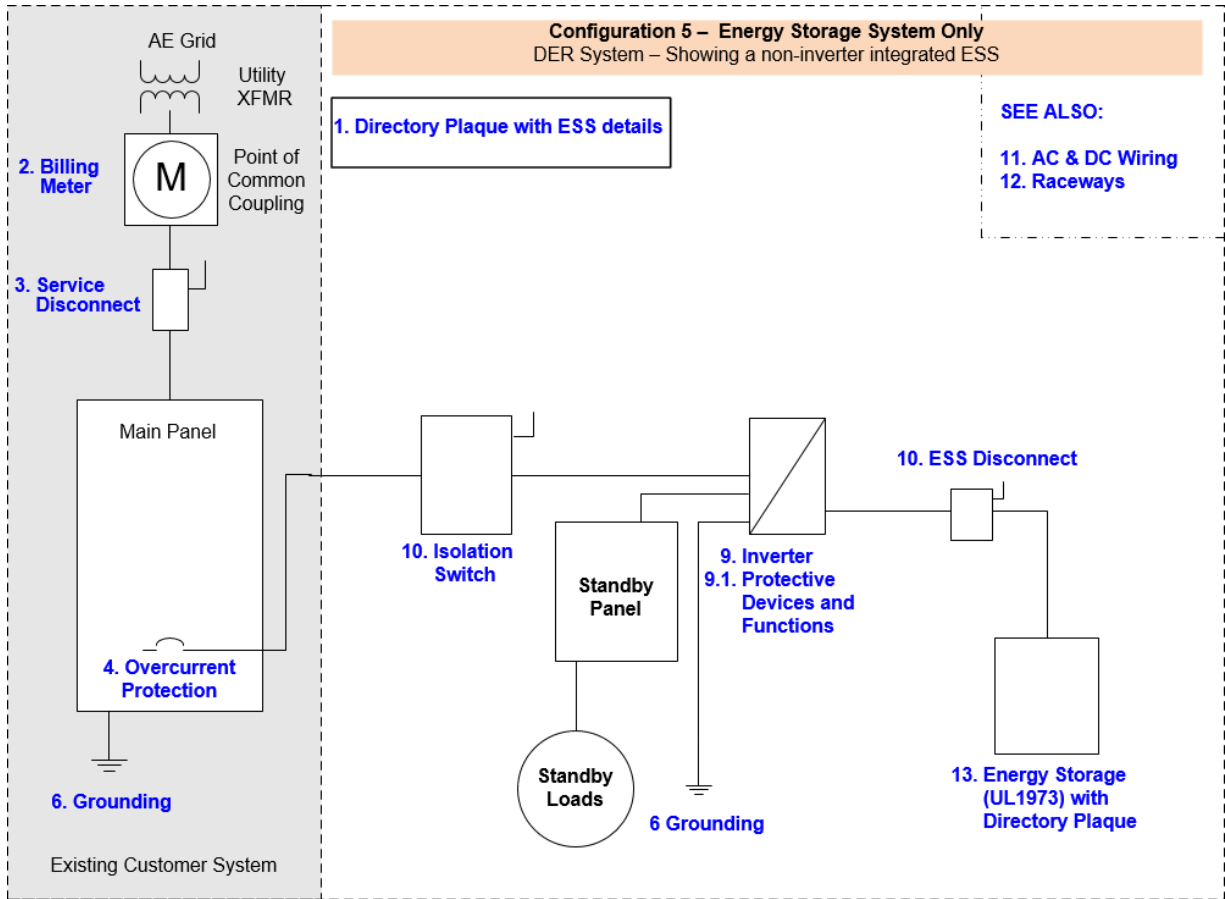 Configuration 5 – Energy Storage System Only
DER System – Showing a non-inverter integrated ESS
AE Grid
Utility
XFMR
2. Billing
Meter
M
Point of
Common
Coupling
3. Service
Disconnect
Main Panel
4. Overcurrent
Protection
6. Grounding
Existing Customer System
1. Directory Plaque with ESS details
SEE ALSO:
11. AC & DC Wiring
12. Raceways
10. Isolation
Switch
Standby
Panel
Standby
Loads
9. Inverter
9.1. Protective
Devices and
Functions
6 Grounding
10. ESS Disconnect
13. Energy Storage
(UL1973) with
Directory Plaque